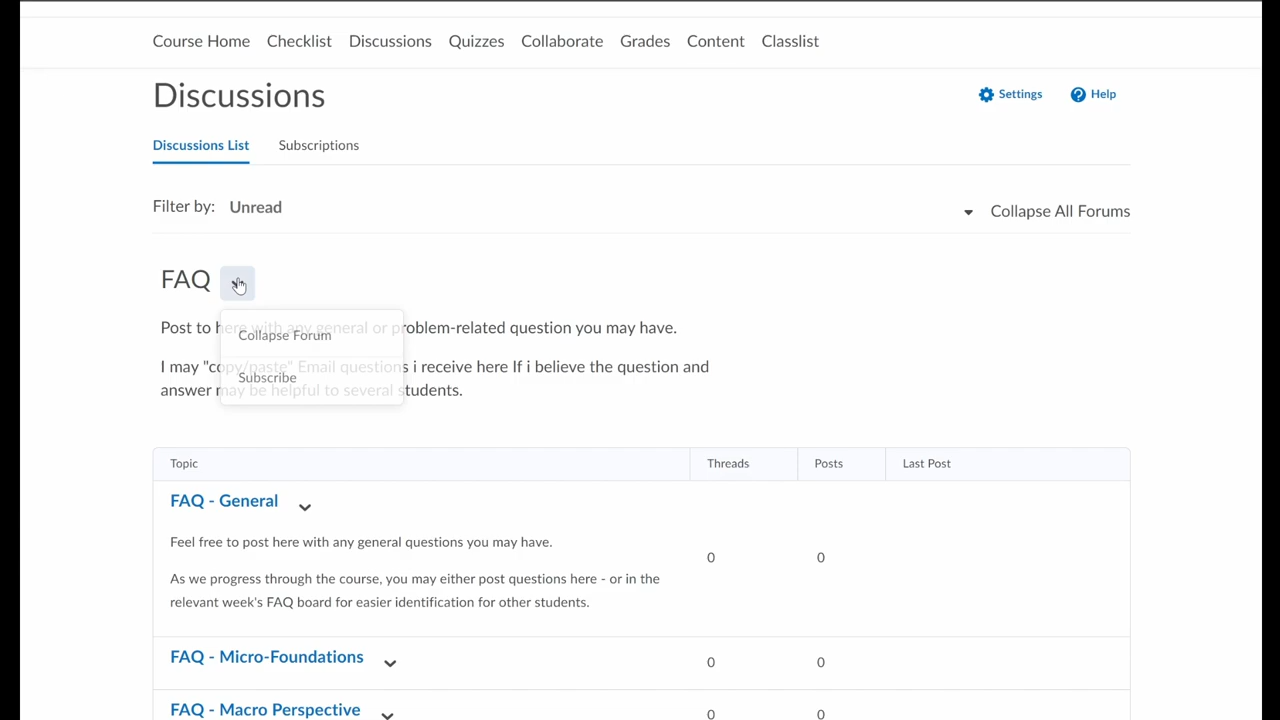 Course Home Checklist Discussions Quizzes Collaborate Grades Content Classlist
Discussions
Settings Help
Discussions List Subscriptions
Filter by: Unread
Collapse All Forums
FAQ
Post to here with any general or problem-related question you may have.
Collapse Forum
I may "copy/paste" Email questions i receive here If i believe the question and
Subscribe
answer may be helpful to several students.
Topic Threads Posts Last Post
FAQ - General
Feel free to post here with any general questions you may have.
0 0
As we progress through the course, you may either post questions here - or in the
relevant week's FAQ board for easier identification for other students.
FAQ - Micro-Foundations 0 0
FAQ - Macro Perspective 0 0